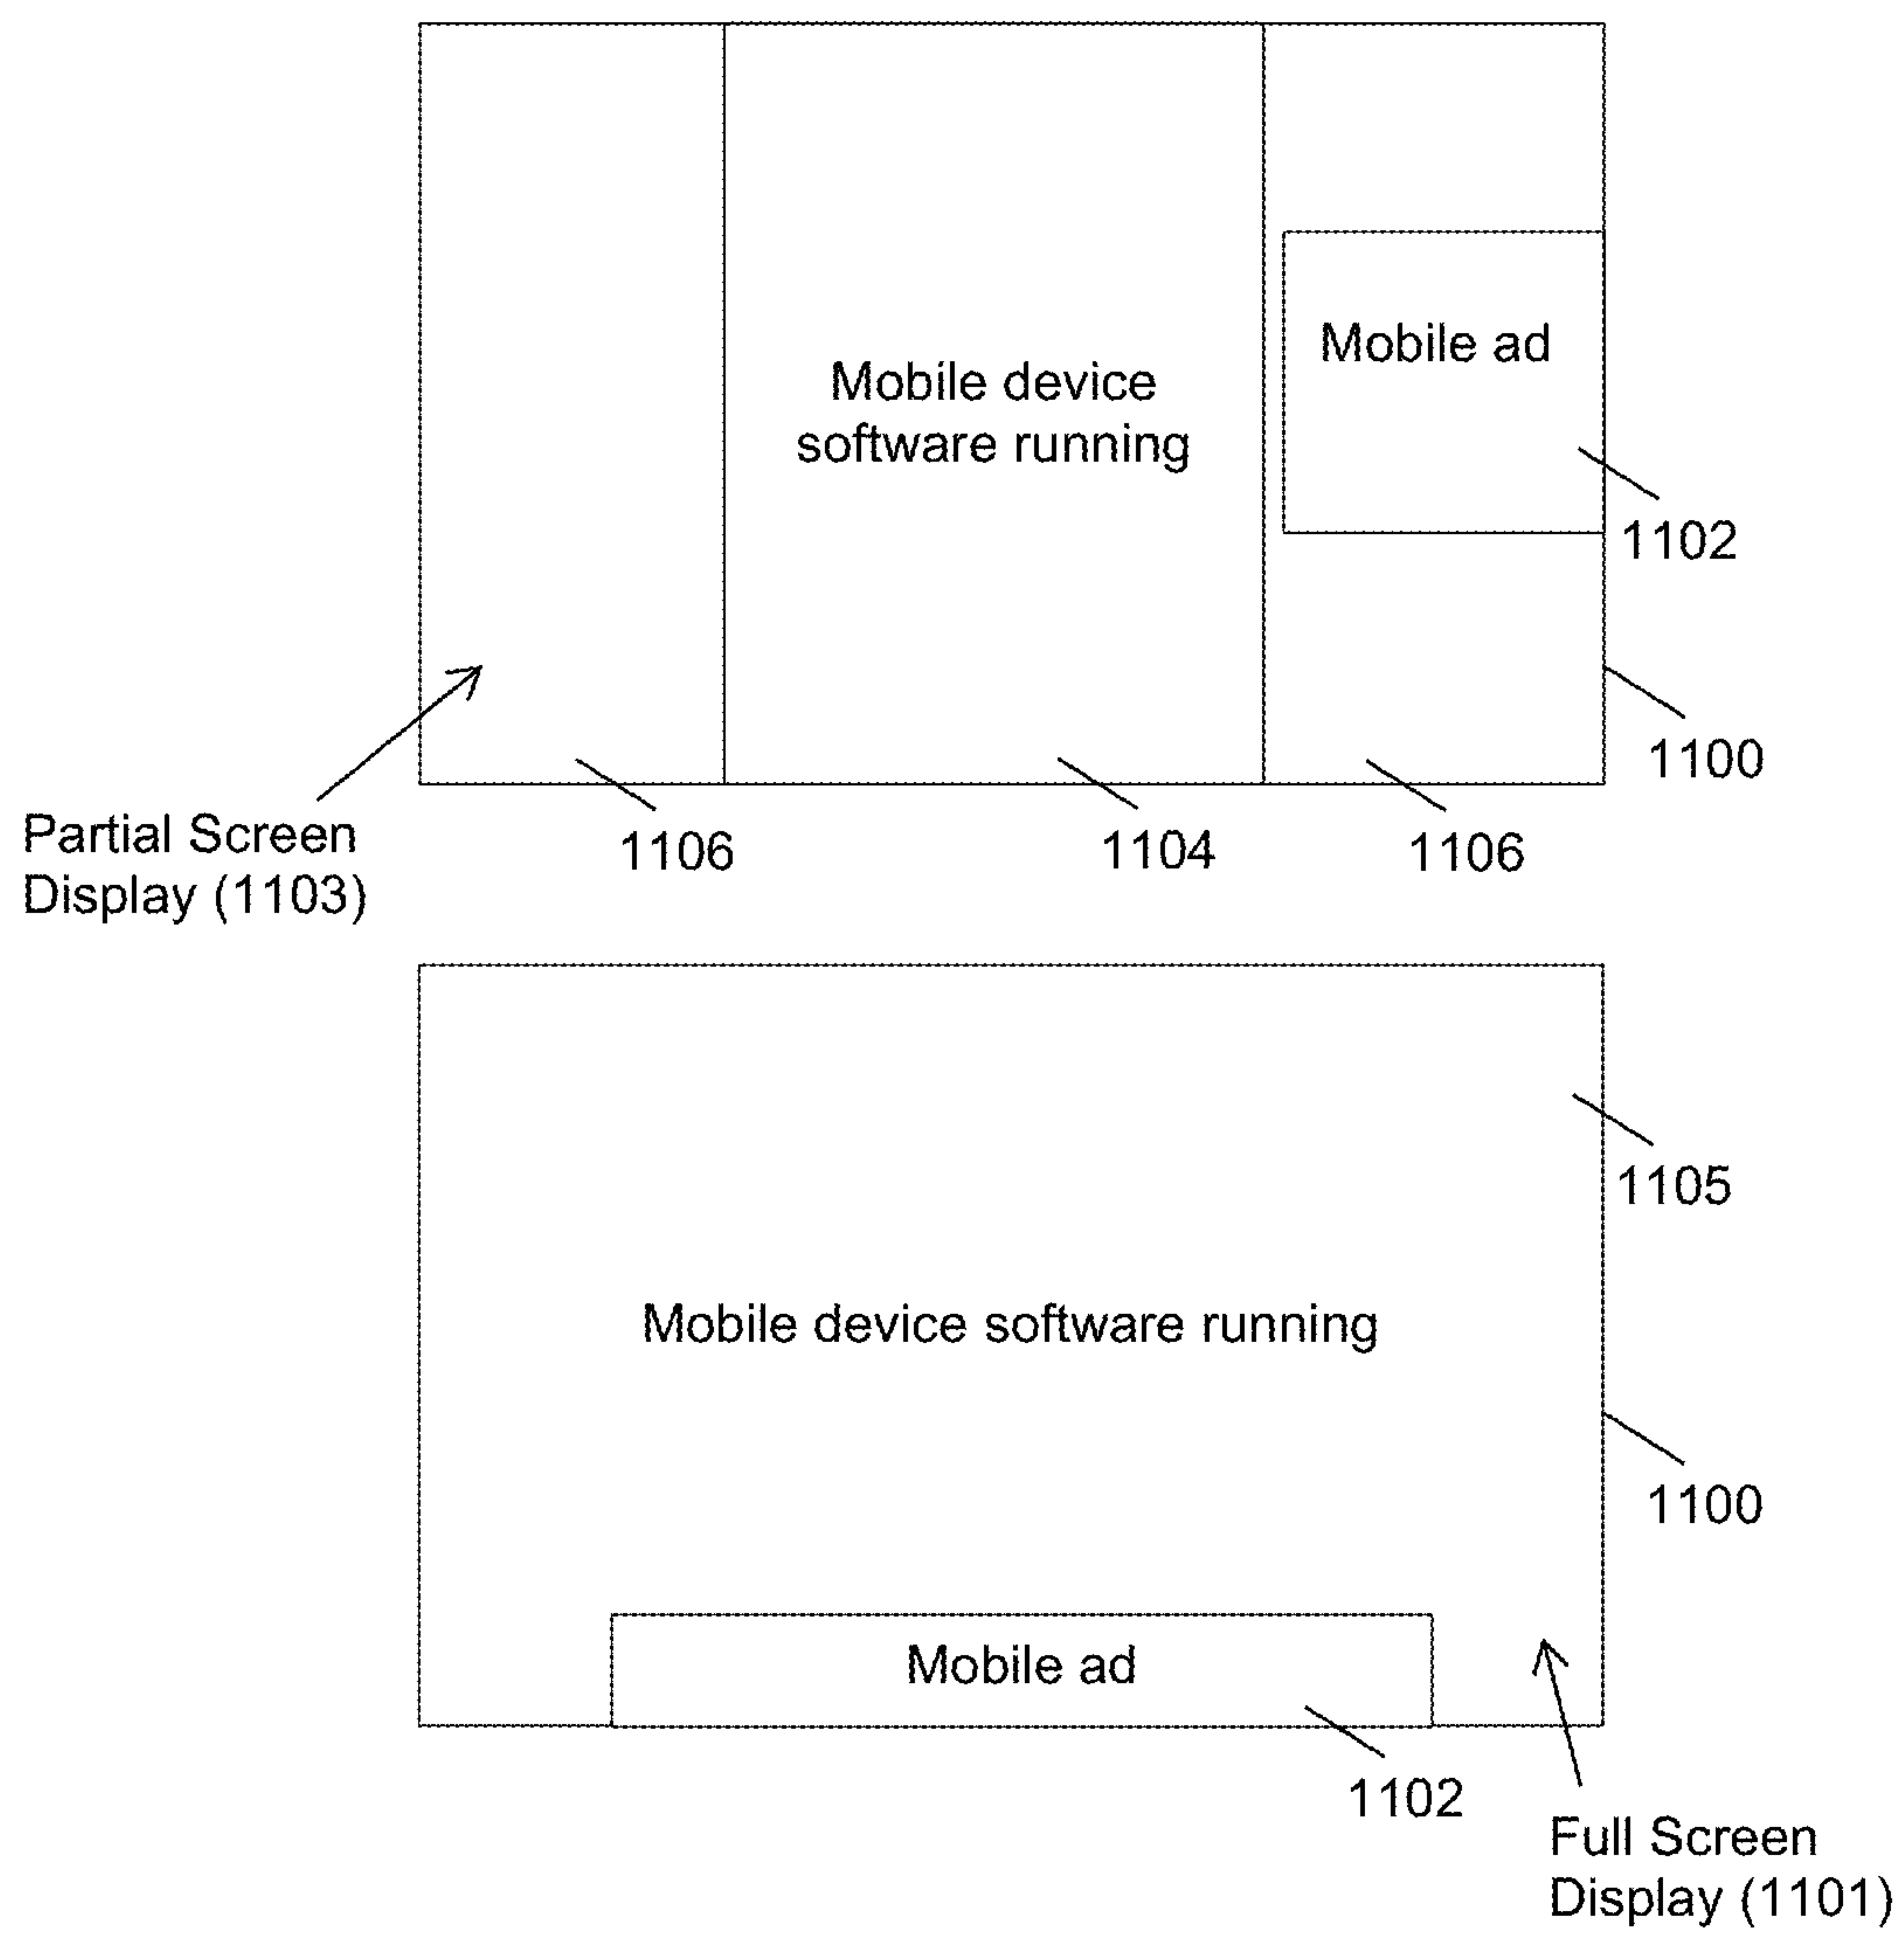 Mobile device
software running
Mobile ad
1102
1100
Partial Screen
Display (1103)
1106
1104
1106
1105
Mobile device software running
1100
Mobile ad
1102
Full Screen
Display (1101)